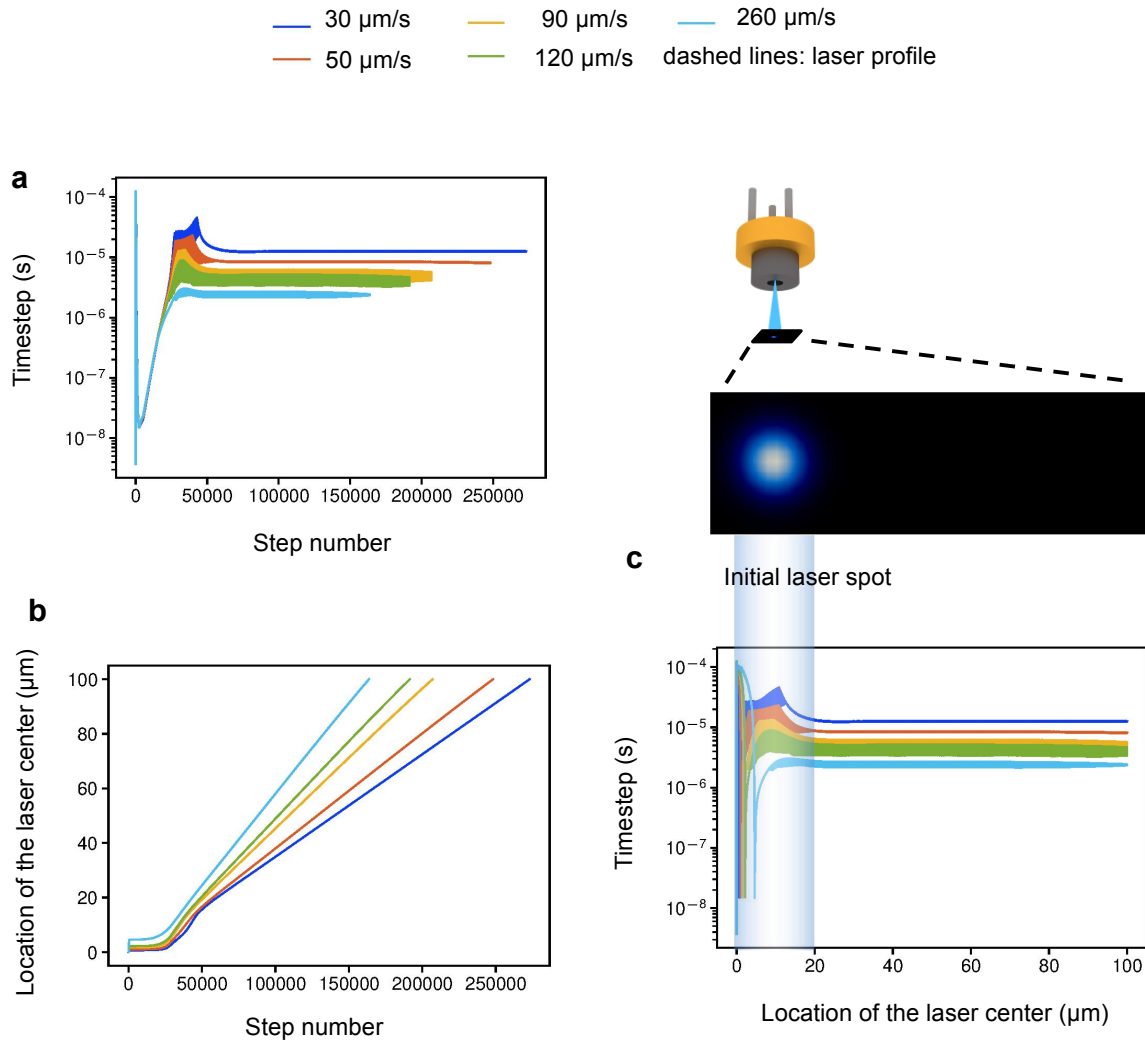 30 µm/s
90 µm/s
260 µm/s
50 µm/s
120 µm/s
dashed lines: laser profile
a
10⁻⁴
10⁻⁵
10⁻⁶
10⁻⁷
10⁻⁸
Timestep (s)
0 50000 100000 150000 200000 250000
Step number
b
100
80
60
40
20
0
Location of the laser center (µm)
0 50000 100000 150000 200000 250000
Step number
c
Initial laser spot
10⁻⁴
10⁻⁵
10⁻⁶
10⁻⁷
10⁻⁸
Timestep (s)
0 20 40 60 80 100
Location of the laser center (µm)